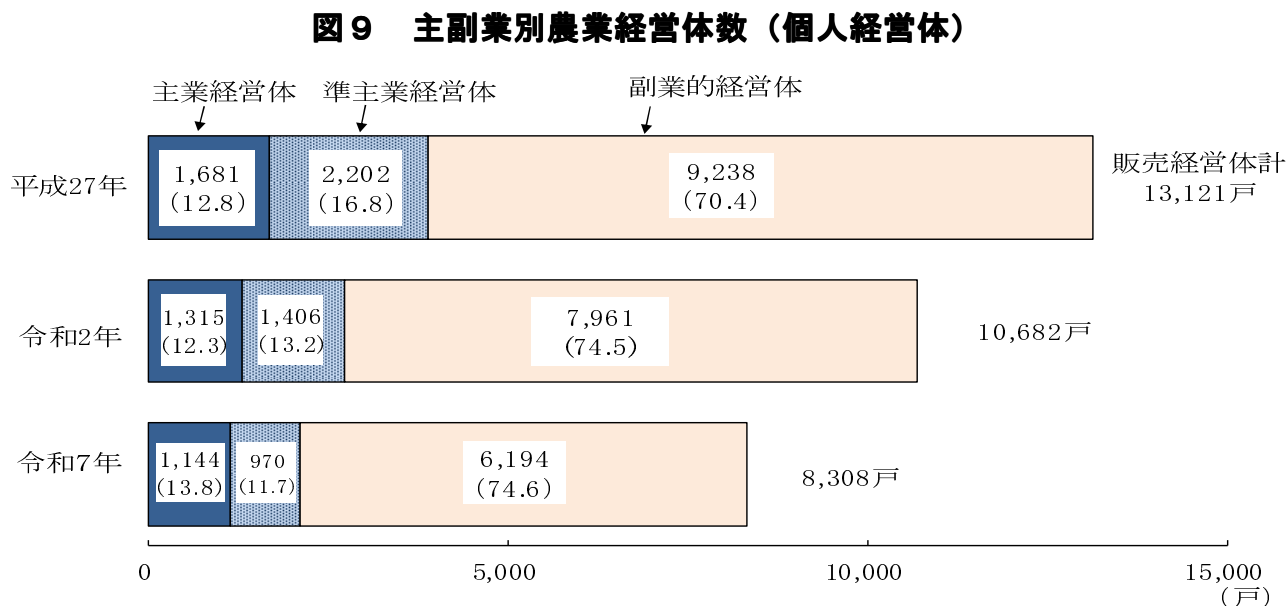 図９　主副業別農業経営体数（個人経営体）
主業経営体
準主業経営体
副業的経営体
平成27年
1,681
(12.8)
2,202
(16.8)
9,238
(70.4)
販売経営体計
13,121戸
令和2年
1,315
(12.3)
1,406
(13.2)
7,961
(74.5)
10,682戸
令和7年
1,144
(13.8)
970
(11.7)
6,194
(74.6)
8,308戸
0
5,000
10,000
15,000
（戸）